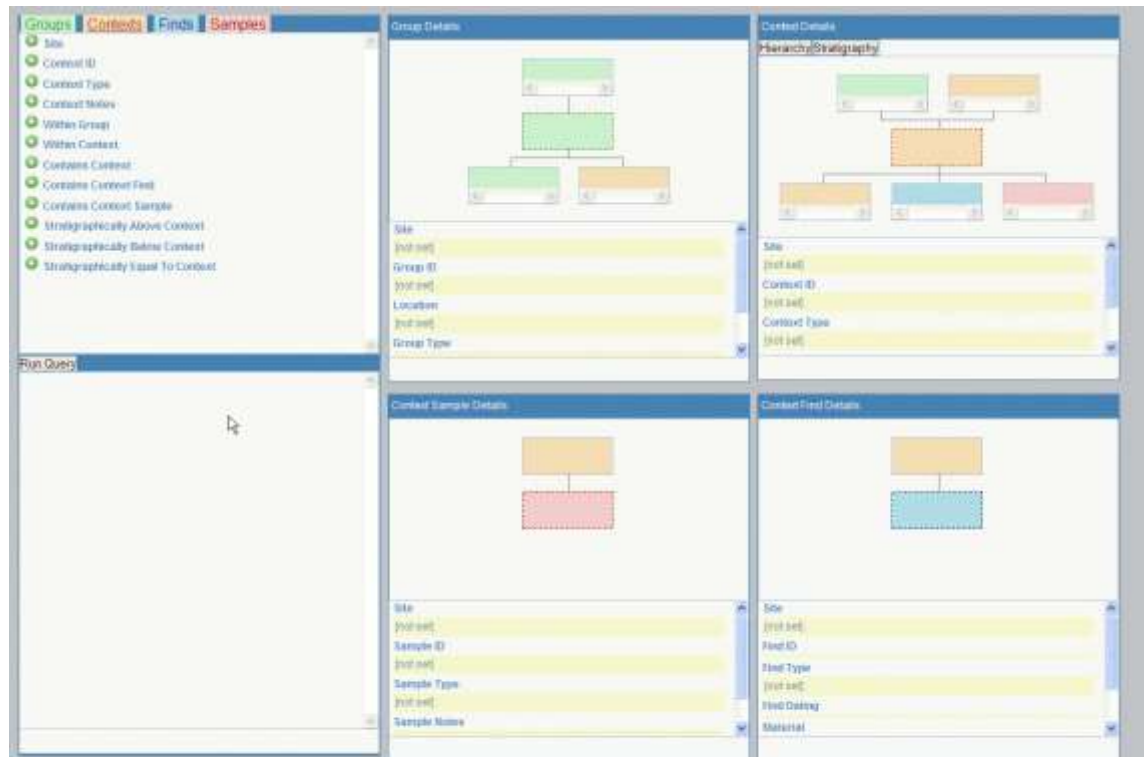 Groups Contexts Finds Samples
Site
Context ID
Context Type
Context Notes
Within Group
Within Context
Contains Context
Contains Context Find
Contains Context Sample
Stratigraphically Above Context
Stratigraphically Below Context
Stratigraphically Equal To Context
Run Query
Group Details
Site
[not set]
Group ID
[not set]
Location
[not set]
Group Type
Context Details
Hierarchy Stratigraphy
Site
[not set]
Context ID
[not set]
Context Type
[not set]
Context Sample Details
Site
[not set]
Sample ID
[not set]
Sample Type
[not set]
Sample Notes
Context Find Details
Site
[not set]
Find ID
Find Type
[not set]
Find Dating
Material